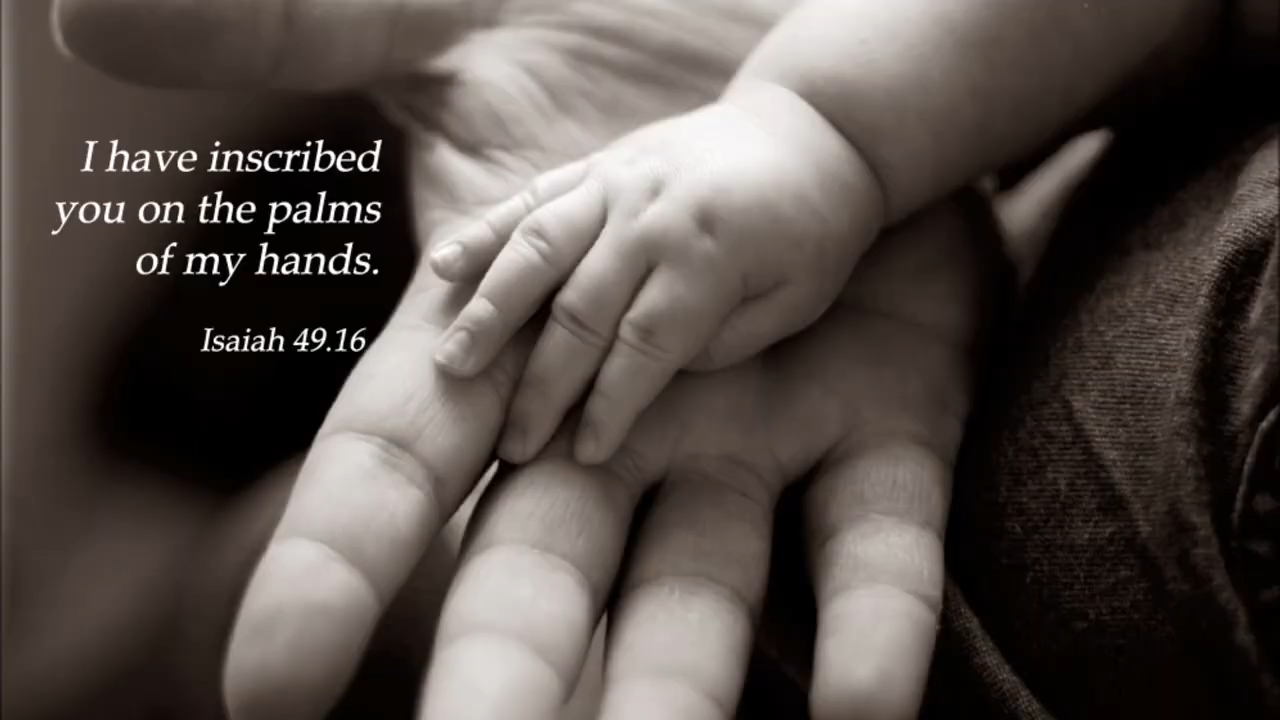 I have inscribed
you on the palms
of my hands.
Isaiah 49.16